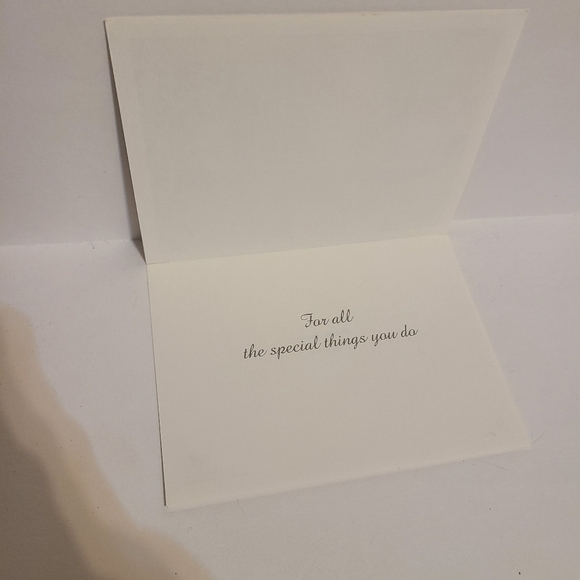 For all
the special things you do